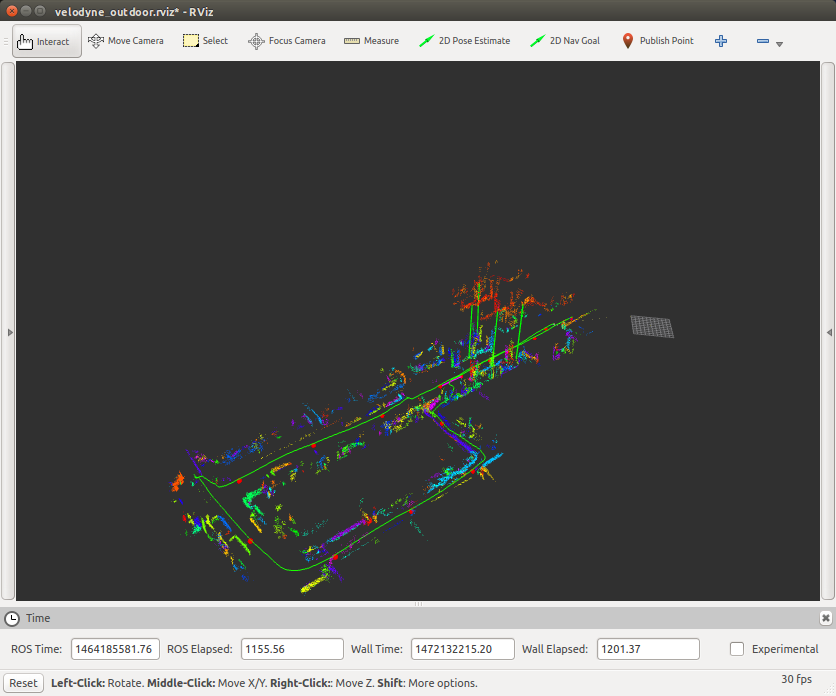 velodyne_outdoor.rviz* - RViz
Interact Move Camera Select Focus Camera Measure 2D Pose Estimate 2D Nav Goal Publish Point
Time
ROS Time: 1464185581.76 ROS Elapsed: 1155.56 Wall Time: 1472132215.20 Wall Elapsed: 1201.37 Experimental
Reset Left-Click: Rotate. Middle-Click: Move X/Y. Right-Click:: Move Z. Shift: More options. 30 fps